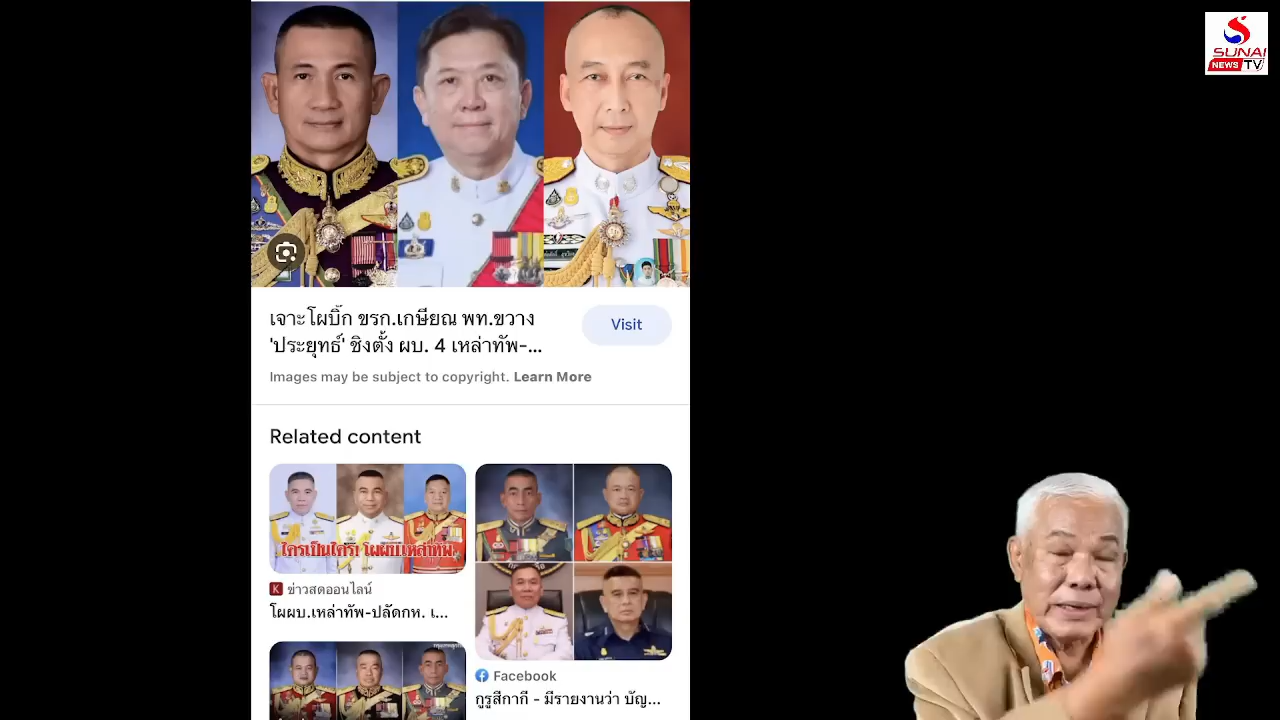 SUNAI
NEWS TV
เจาะโผบิ๊ก ขรก.เกษียณ พท.ขวาง
'ประยุทธ์' ชิงตั้ง ผบ. 4 เหล่าทัพ-...
Visit
Images may be subject to copyright. Learn More
Related content
ใครเป็นใคร! โผผบ.เหล่าทัพ
K ข่าวสดออนไลน์
โผผบ.เหล่าทัพ-ปลัดกห. เ...
Facebook
กูรูสีกากี - มีรายงานว่า บัญ...